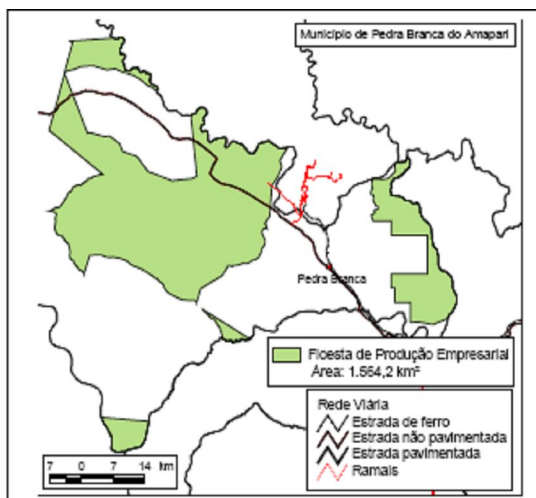 Município de Pedra Branca do Amapari
Pedra Branca
Floesta de Produção Empresarial
Área: 1.564,2 km²
Rede Viária
Estrada de ferro
Estrada não pavimentada
Estrada pavimentada
Ramais
7 0 7 14 km